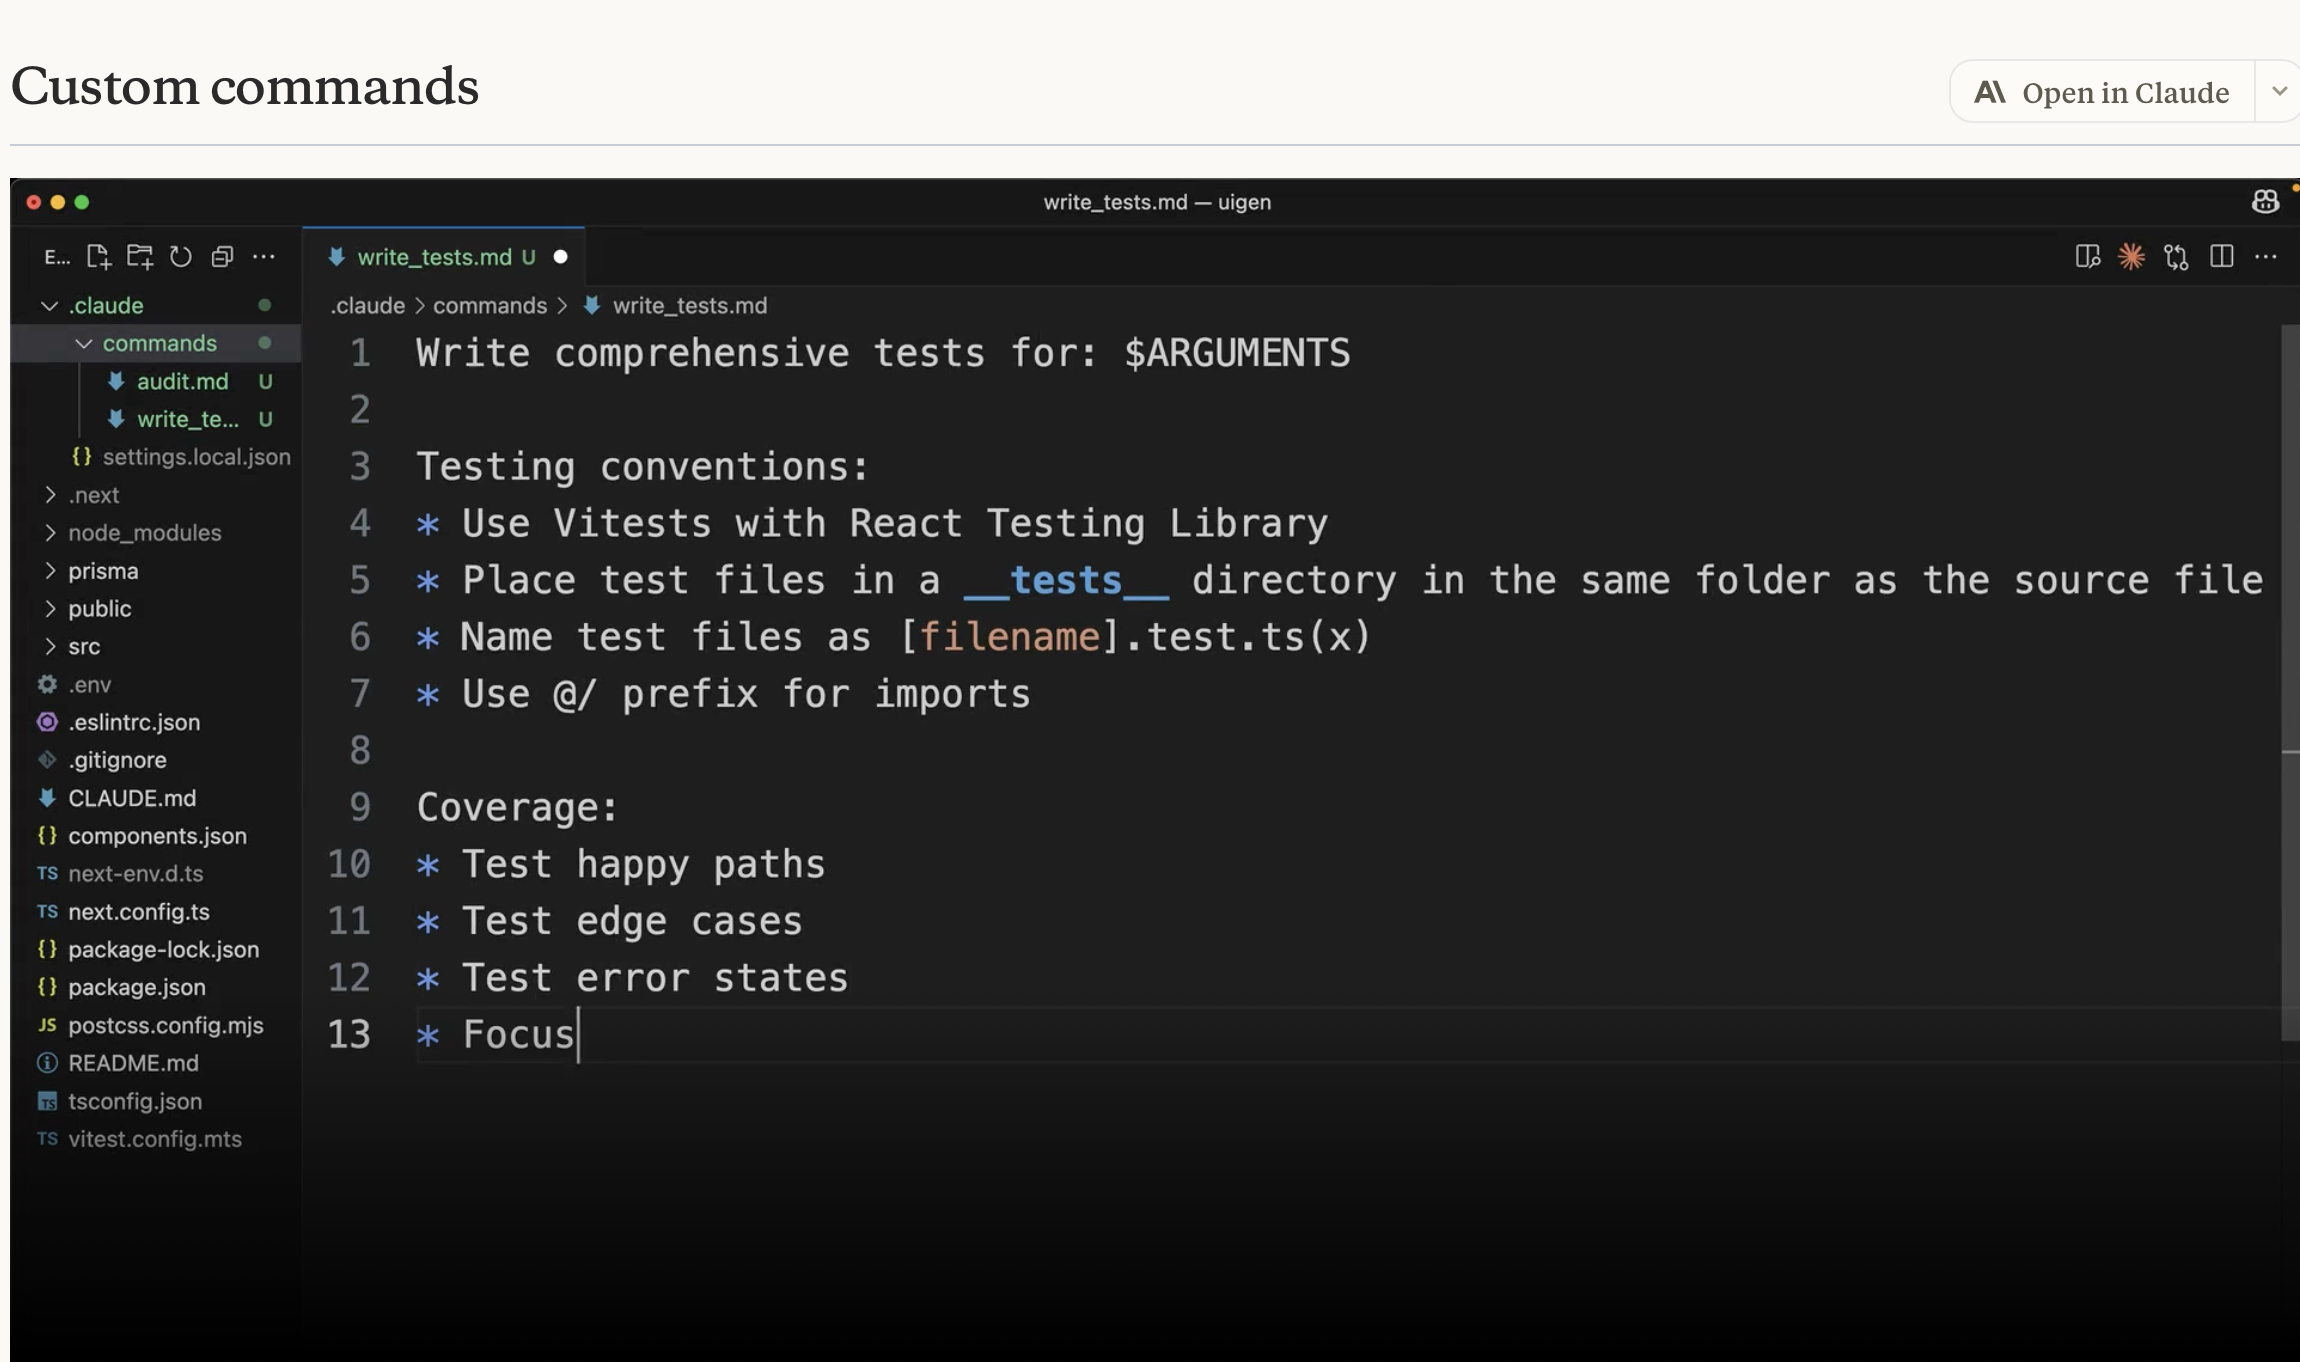 Custom commands
Open in Claude
write_tests.md — uigen
E...
write_tests.md U
.claude
.claude > commands > write_tests.md
commands
audit.md U
write_te... U
settings.local.json
.next
node_modules
prisma
public
src
.env
.eslintrc.json
.gitignore
CLAUDE.md
components.json
TS next-env.d.ts
TS next.config.ts
package-lock.json
package.json
JS postcss.config.mjs
README.md
TS tsconfig.json
TS vitest.config.mts
1 Write comprehensive tests for: $ARGUMENTS
2
3 Testing conventions:
4 * Use Vitests with React Testing Library
5 * Place test files in a __tests__ directory in the same folder as the source file
6 * Name test files as [filename].test.ts(x)
7 * Use @/ prefix for imports
8
9 Coverage:
10 * Test happy paths
11 * Test edge cases
12 * Test error states
13 * Focus